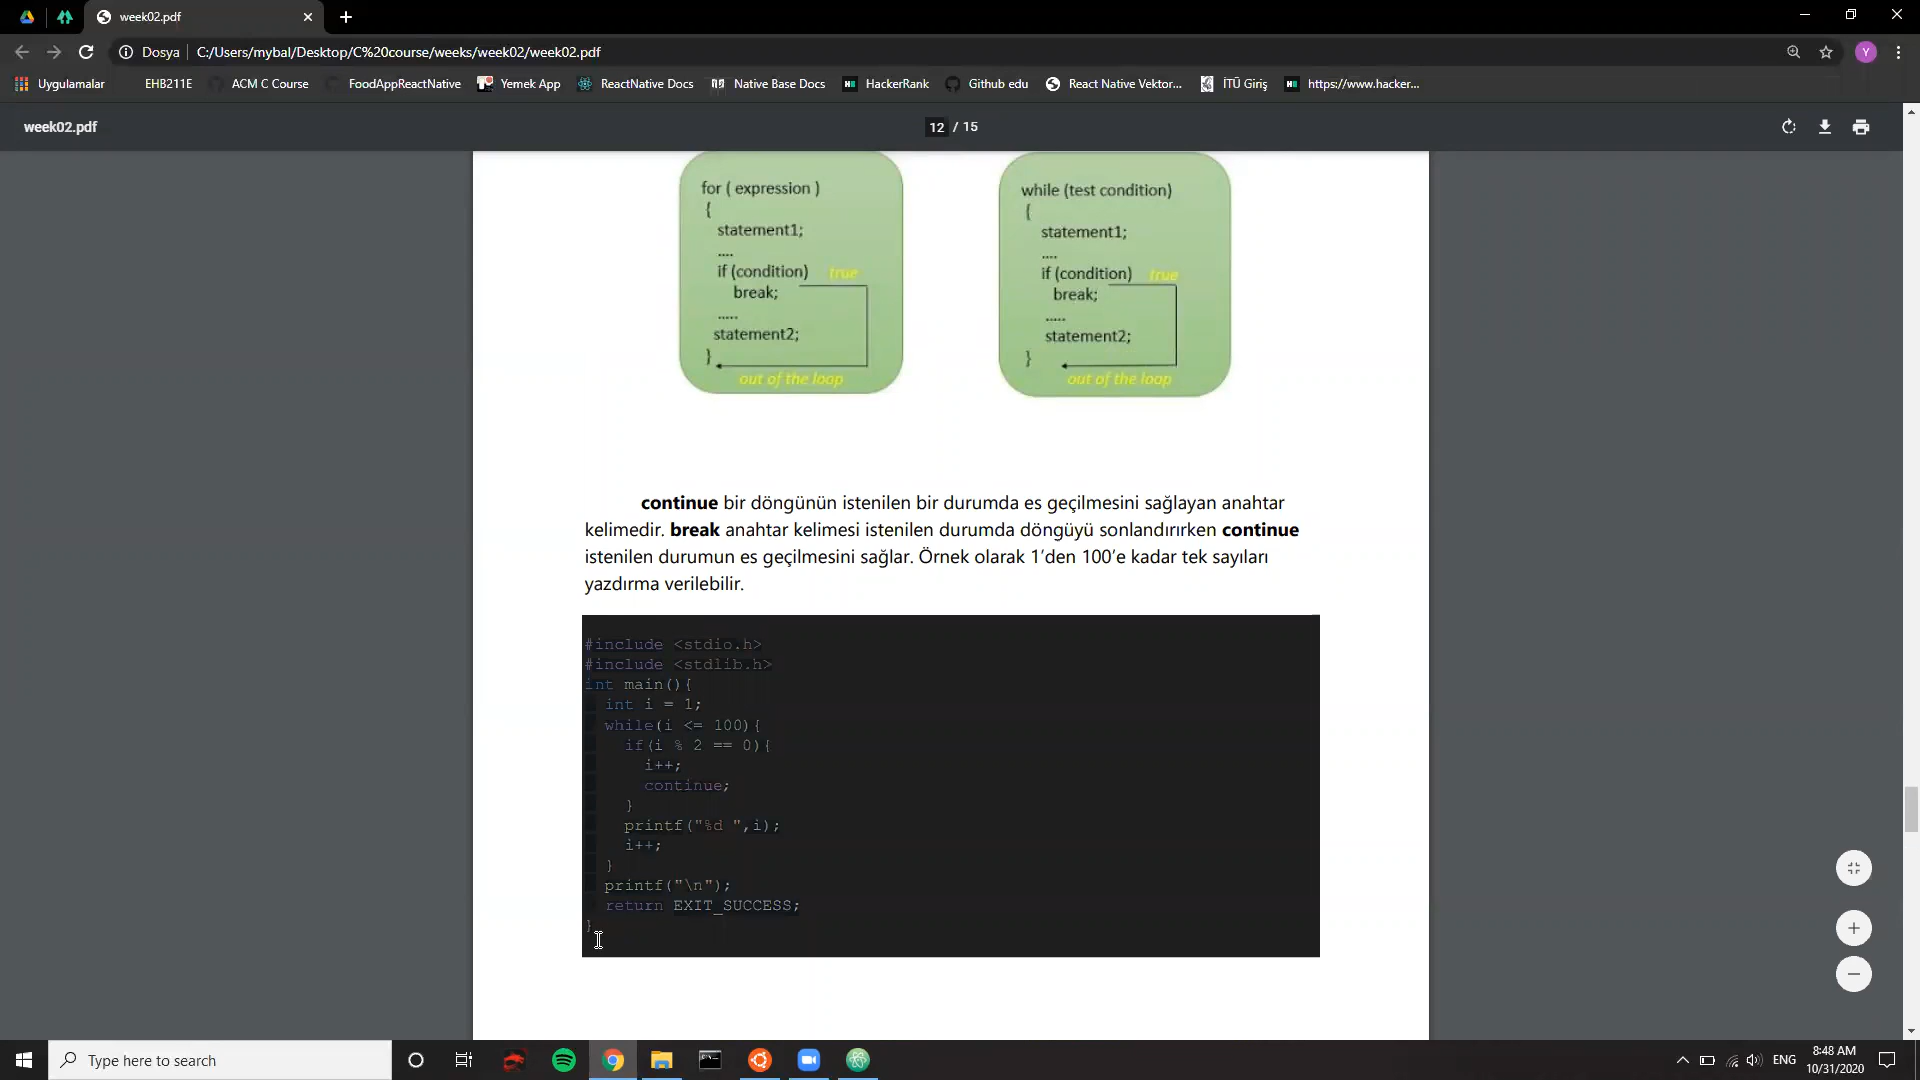 week02.pdf
Dosya C:/Users/mybal/Desktop/C%20course/weeks/week02/week02.pdf Y
Uygulamalar EHB211E ACM C Course FoodAppReactNative Yemek App ReactNative Docs Native Base Docs HackerRank Github edu React Native Vektor... İTÜ Giriş https://www.hacker...
week02.pdf 12 / 15
for ( expression )
{
statement1;
....
if (condition) true
break;
.....
statement2;
}
out of the loop
while (test condition)
{
statement1;
....
if (condition) true
break;
.....
statement2;
}
out of the loop
continue bir döngünün istenilen bir durumda es geçilmesini sağlayan anahtar
kelimedir. break anahtar kelimesi istenilen durumda döngüyü sonlandırırken continue
istenilen durumun es geçilmesini sağlar. Örnek olarak 1’den 100’e kadar tek sayıları
yazdırma verilebilir.
#include <stdio.h>
#include <stdlib.h>
int main(){
int i = 1;
while(i <= 100){
if(i % 2 == 0){
i++;
continue;
}
printf("%d ",i);
i++;
}
printf("\n");
return EXIT_SUCCESS;
}
Type here to search
ENG
8:48 AM
10/31/2020